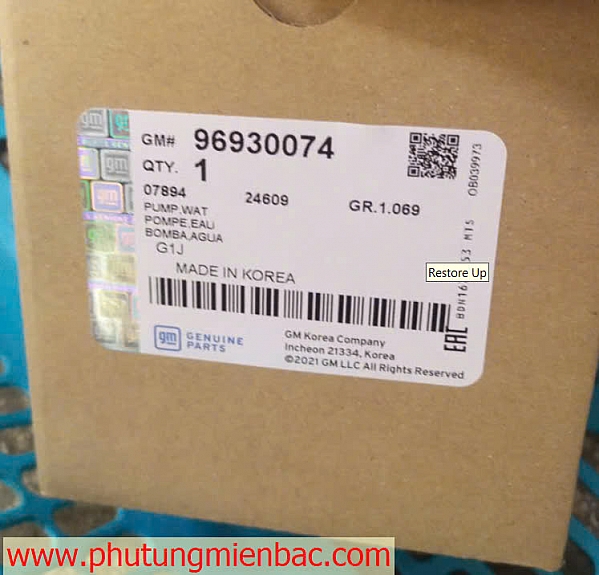 GM# 96930074
QTY. 1
07894 24609 GR.1.069
PUMP,WAT
POMPE,EAU
BOMBA,AGUA
G1J
MADE IN KOREA
gm GENUINE PARTS
GM Korea Company
Incheon 21334, Korea
©2021 GM LLC All Rights Reserved
EAC
OB039973
Restore Up
www.phutungmienbac.com